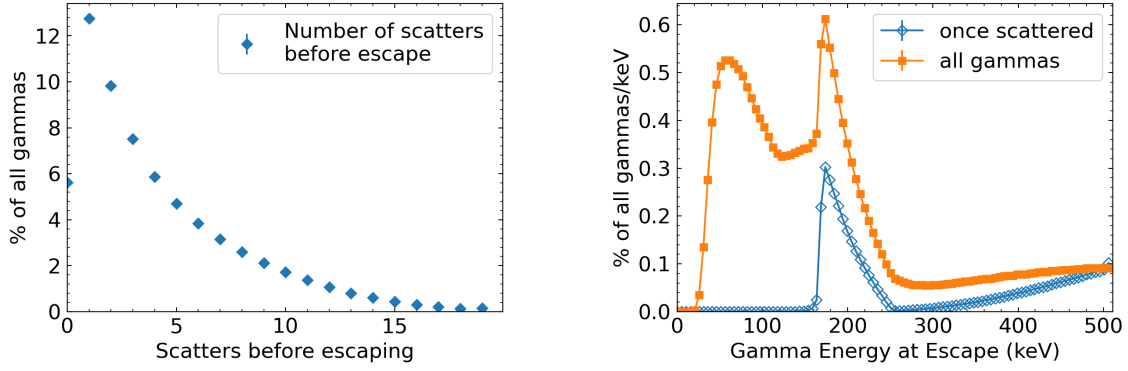 % of all gammas
12
10
8
6
4
2
0
Number of scatters
before escape
0 5 10 15
Scatters before escaping
% of all gammas/keV
0.6
0.5
0.4
0.3
0.2
0.1
0.0
once scattered
all gammas
0 100 200 300 400 500
Gamma Energy at Escape (keV)